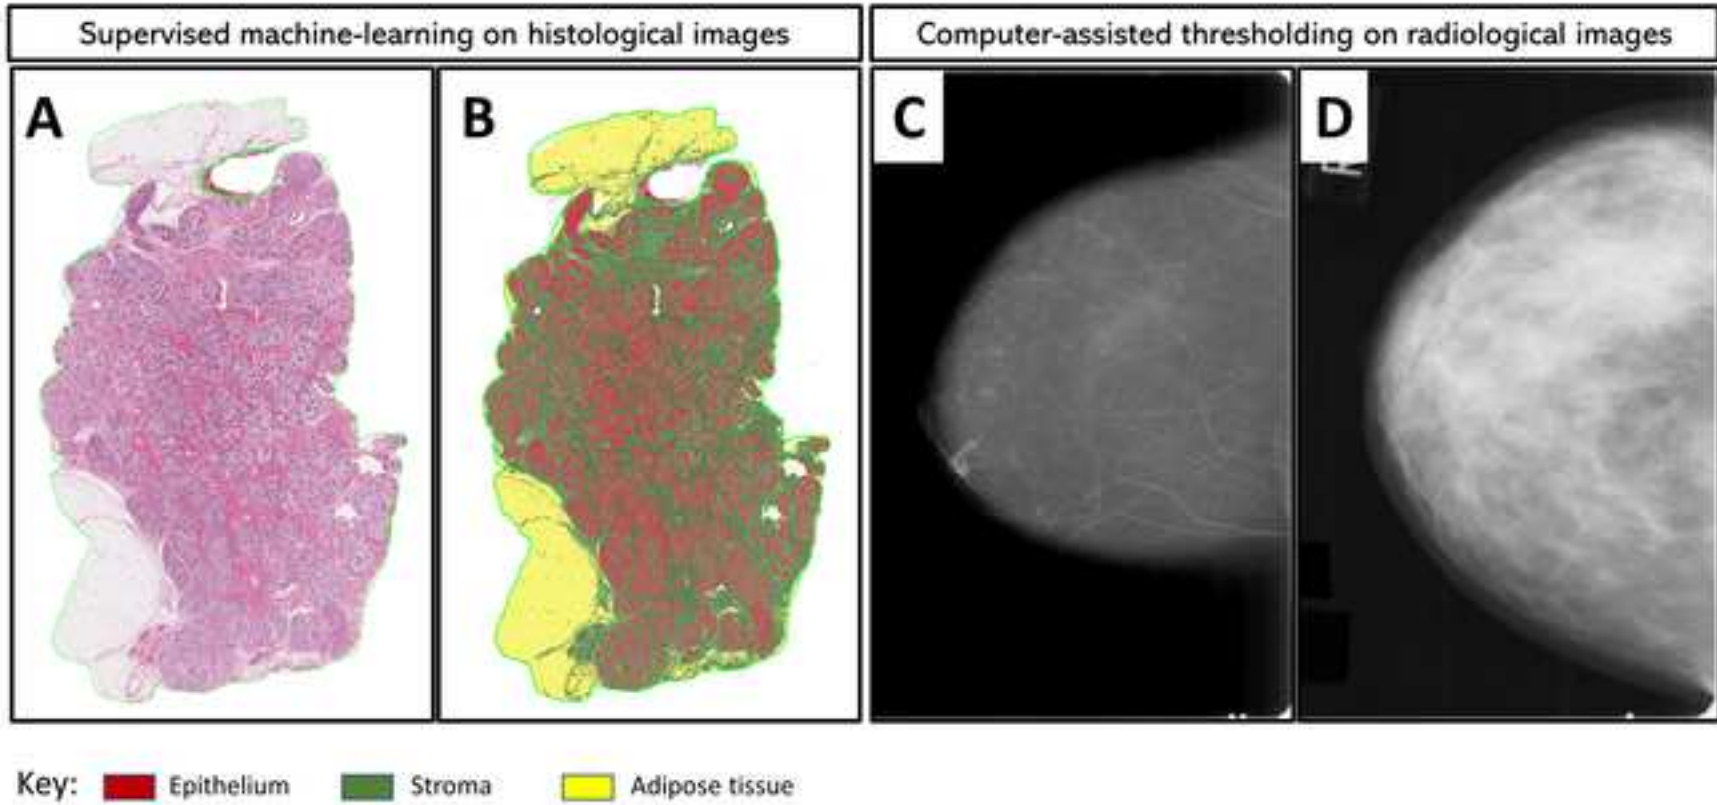 Supervised machine-learning on histological images
Computer-assisted thresholding on radiological images
A
B
C
D
Key:
Epithelium
Stroma
Adipose tissue